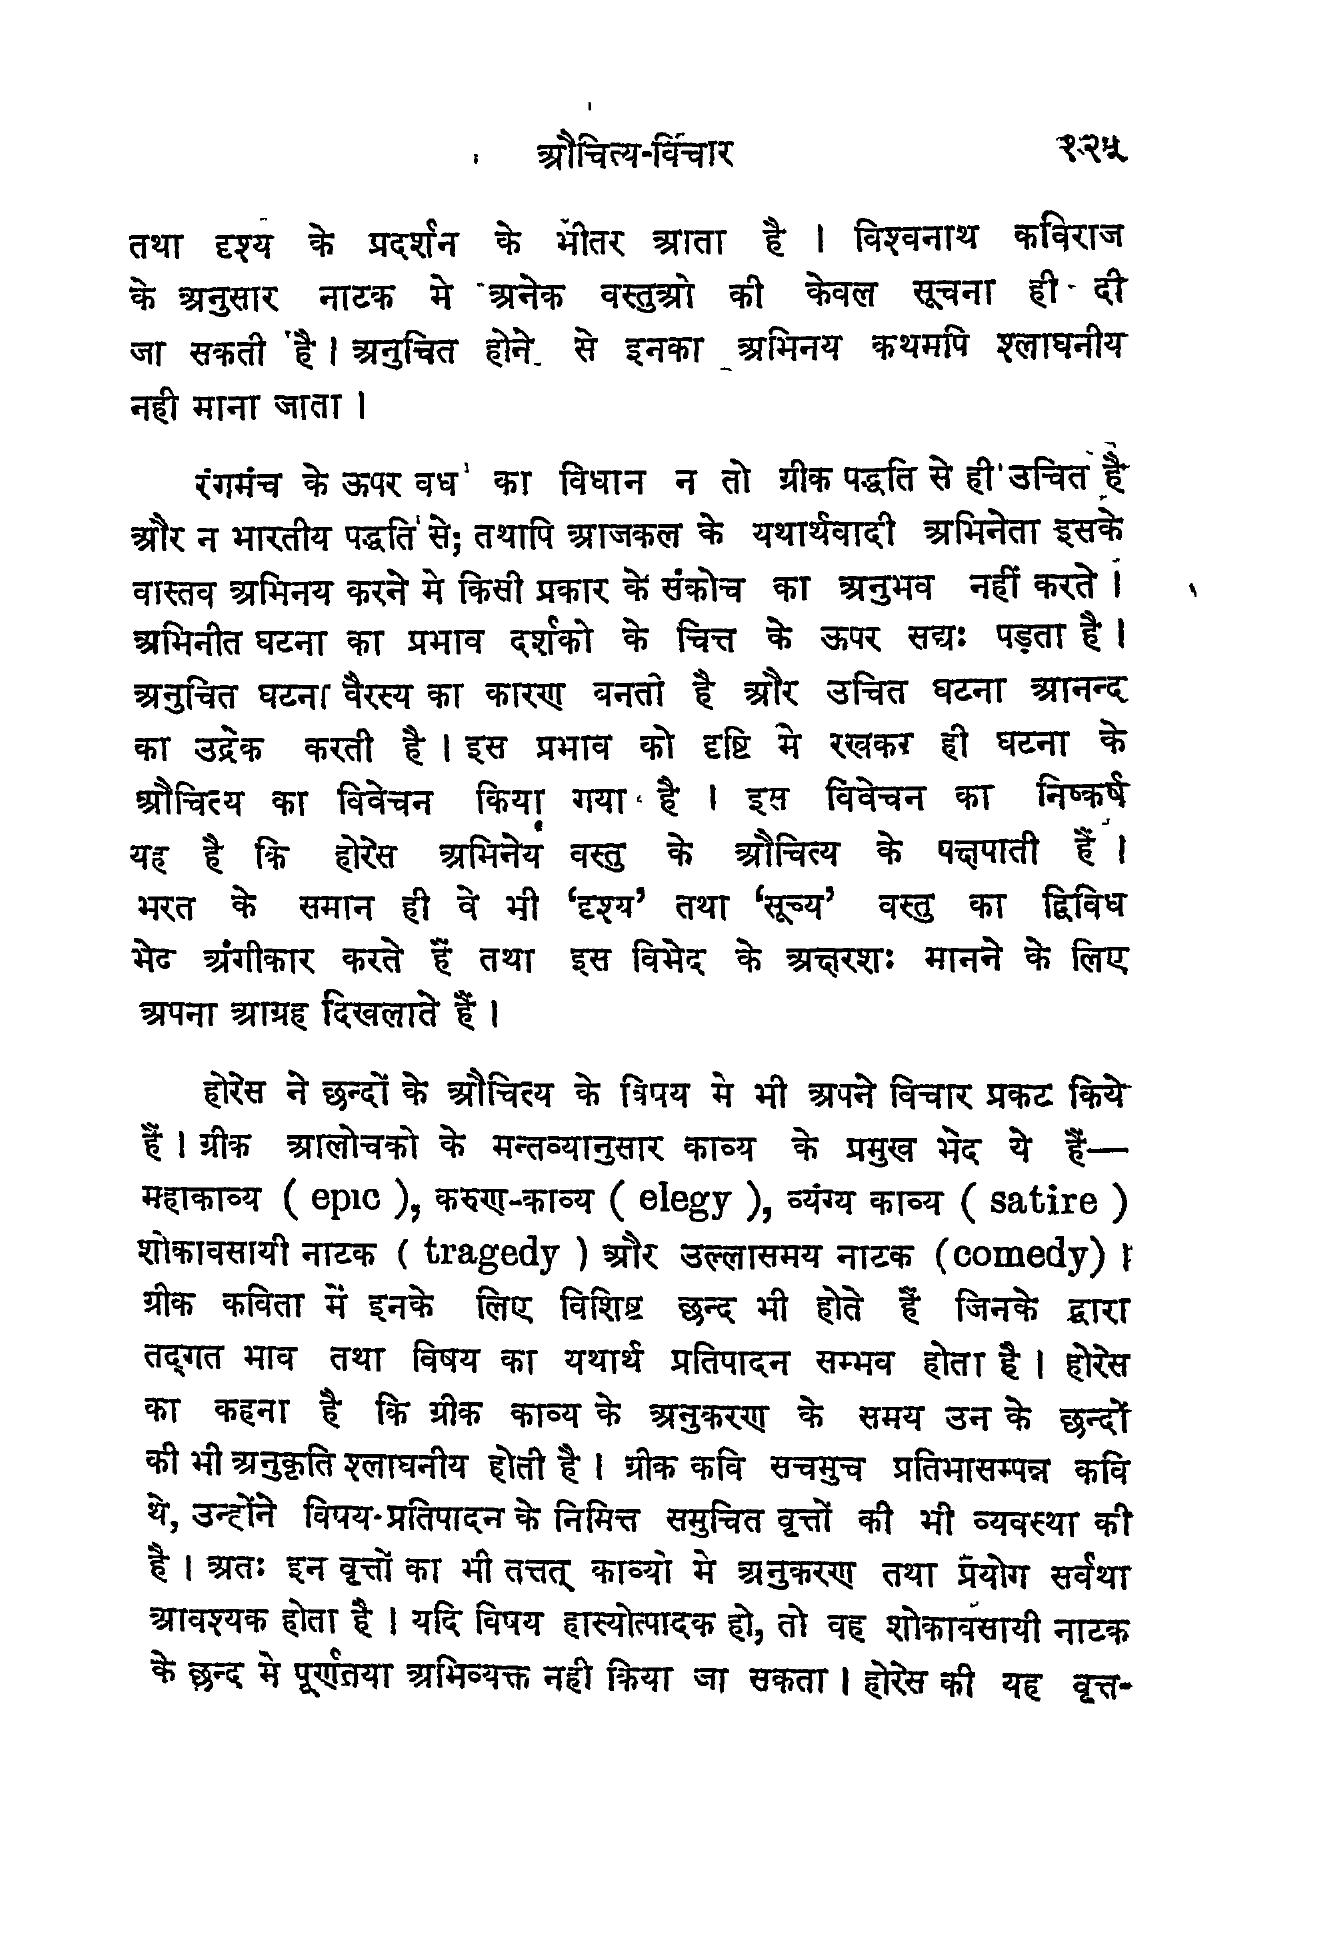 औचित्य-विचार १२५
तथा दृश्य के प्रदर्शन के भीतर आता है । विश्वनाथ कविराज
के अनुसार नाटक मे अनेक वस्तुओ की केवल सूचना ही दी
जा सकती है । अनुचित होने से इनका अभिनय कथमपि श्लाघनीय
नही माना जाता ।
रंगमंच के ऊपर वध का विधान न तो ग्रीक पद्धति से ही उचित है
और न भारतीय पद्धति से; तथापि आजकल के यथार्थवादी अभिनेता इसके
वास्तव अभिनय करने मे किसी प्रकार के संकोच का अनुभव नहीं करते ।
अभिनीत घटना का प्रभाव दर्शको के चित्त के ऊपर सद्यः पड़ता है ।
अनुचित घटना वैरस्य का कारण बनती है और उचित घटना आनन्द
का उद्रेक करती है । इस प्रभाव को दृष्टि मे रखकर ही घटना के
औचित्य का विवेचन किया गया है । इस विवेचन का निष्कर्ष
यह है कि होरेस अभिनेय वस्तु के औचित्य के पक्षपाती हैं ।
भरत के समान ही वे भी ‘दृश्य’ तथा ‘सूच्य’ वस्तु का द्विविध
भेद अंगीकार करते हैं तथा इस विभेद के अक्षरशः मानने के लिए
अपना आग्रह दिखलाते हैं ।
होरेस ने छन्दों के औचित्य के विषय मे भी अपने विचार प्रकट किये
हैं । ग्रीक आलोचको के मन्तव्यानुसार काव्य के प्रमुख भेद ये हैं—
महाकाव्य ( epic ), करुण-काव्य ( elegy ), व्यंग्य काव्य ( satire )
शोकावसायी नाटक ( tragedy ) और उल्लासमय नाटक (comedy) ।
ग्रीक कविता में इनके लिए विशिष्ट छन्द भी होते हैं जिनके द्वारा
तद्गत भाव तथा विषय का यथार्थ प्रतिपादन सम्भव होता है । होरेस
का कहना है कि ग्रीक काव्य के अनुकरण के समय उन के छन्दों
की भी अनुकृति श्लाघनीय होती है । ग्रीक कवि सचमुच प्रतिभासम्पन्न कवि
थे, उन्होंने विषय-प्रतिपादन के निमित्त समुचित वृत्तों की भी व्यवस्था की
है । अतः इन वृत्तों का भी तत्तत् काव्यो मे अनुकरण तथा प्रयोग सर्वथा
आवश्यक होता है । यदि विषय हास्योत्पादक हो, तो वह शोकावसायी नाटक
के छन्द मे पूर्णतया अभिव्यक्त नही किया जा सकता । होरेस की यह वृत्त-